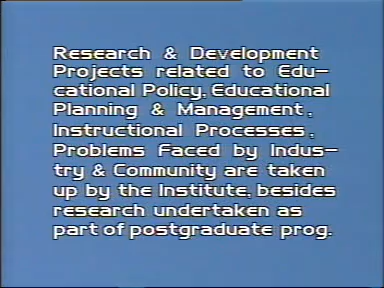 Research & Development
Projects related to Edu-
cational Policy, Educational
Planning & Management,
Instructional Processes,
Problems Faced by Indus-
try & Community are taken
up by the Institute, besides
research undertaken as
part of postgraduate prog.